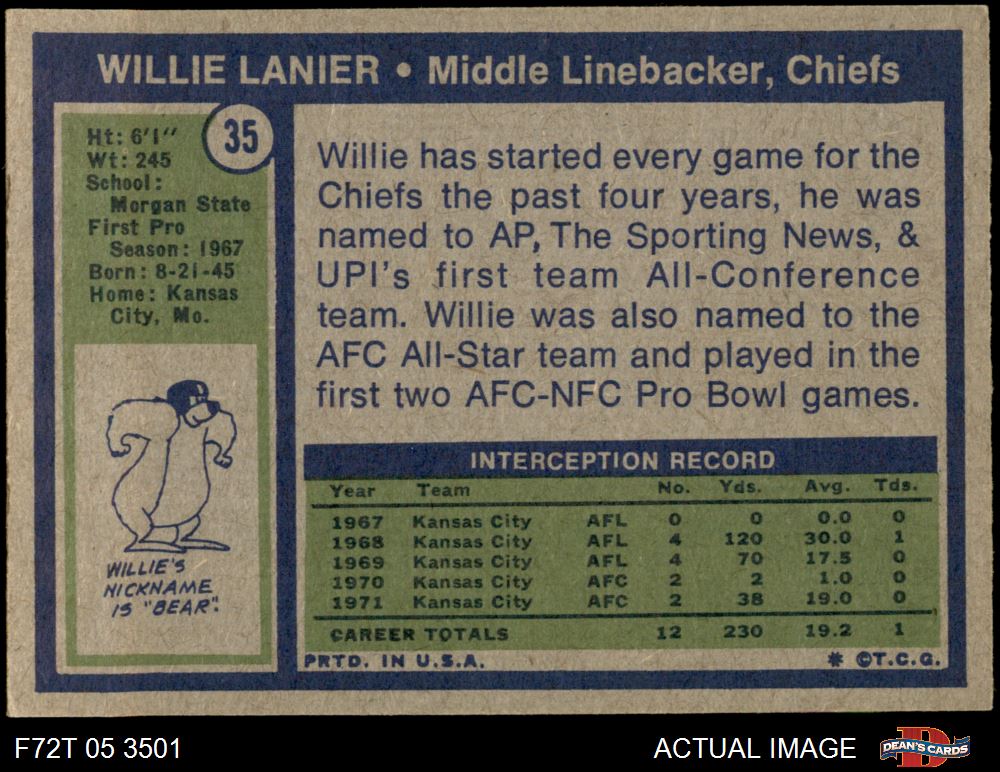 WILLIE LANIER • Middle Linebacker, Chiefs
35
Ht: 6'1"
Wt: 245
School:
Morgan State
First Pro
Season: 1967
Born: 8-21-45
Home: Kansas
City, Mo.
WILLIE'S
NICKNAME
IS "BEAR".
Willie has started every game for the
Chiefs the past four years, he was
named to AP, The Sporting News, &
UPI's first team All-Conference
team. Willie was also named to the
AFC All-Star team and played in the
first two AFC-NFC Pro Bowl games.
INTERCEPTION RECORD
Year Team No. Yds. Avg. Tds.
1967 Kansas City AFL 0 0 0.0 0
1968 Kansas City AFL 4 120 30.0 1
1969 Kansas City AFL 4 70 17.5 0
1970 Kansas City AFC 2 2 1.0 0
1971 Kansas City AFC 2 38 19.0 0
CAREER TOTALS 12 230 19.2 1
PRTD. IN U.S.A. * ©T.C.G.
F72T 05 3501 ACTUAL IMAGE DEAN'S CARDS